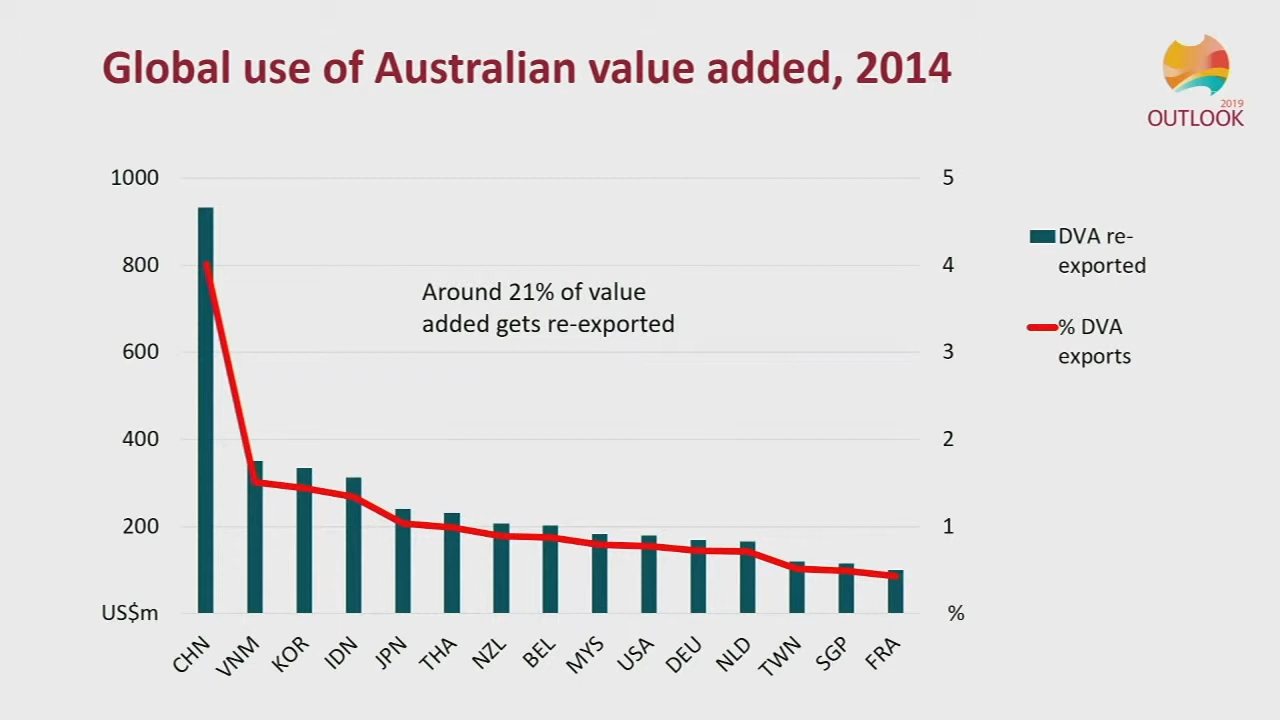 Global use of Australian value added, 2014
2019
OUTLOOK
1000
800
600
400
200
US$m
5
4
3
2
1
%
Around 21% of value
added gets re-exported
DVA re-
exported
% DVA
exports
CHN
VNM
KOR
IDN
JPN
THA
NZL
BEL
MYS
USA
DEU
NLD
TWN
SGP
FRA